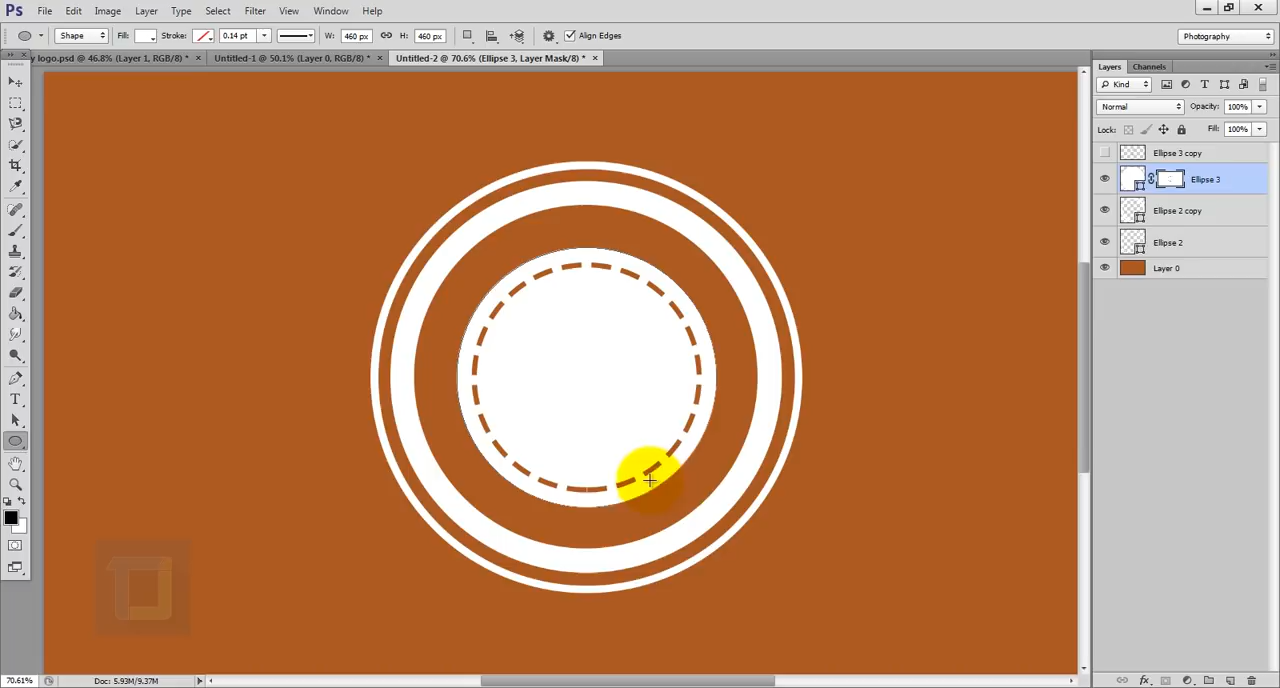 Ps File Edit Image Layer Type Select Filter View Window Help
Shape Fill: Stroke: 0.14 pt W: 460 px H: 460 px Align Edges Photography
y logo.psd @ 46.8% (Layer 1, RGB/8) * × Untitled-1 @ 50.1% (Layer 0, RGB/8) * × Untitled-2 @ 70.6% (Ellipse 3, Layer Mask/8) * ×
Layers Channels
Kind
Normal Opacity: 100%
Lock: Fill: 100%
Ellipse 3 copy
Ellipse 3
Ellipse 2 copy
Ellipse 2
Layer 0
70.61% Doc: 5.93M/9.37M